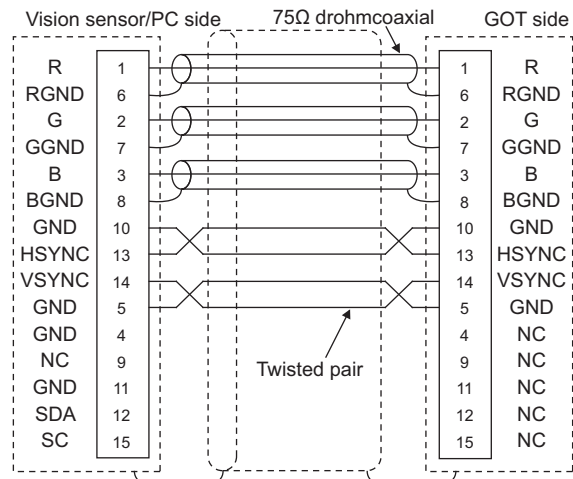 Vision sensor/PC side 75Ω drohmcoaxial GOT side
R 1 1 R
RGND 6 6 RGND
G 2 2 G
GGND 7 7 GGND
B 3 3 B
BGND 8 8 BGND
GND 10 10 GND
HSYNC 13 13 HSYNC
VSYNC 14 14 VSYNC
GND 5 5 GND
GND 4 4 NC
NC 9 9 NC
Twisted pair
GND 11 11 NC
SDA 12 12 NC
SC 15 15 NC